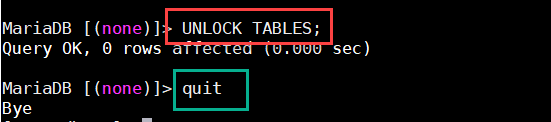 MariaDB [(none)]> UNLOCK TABLES;
Query OK, 0 rows affected (0.000 sec)
MariaDB [(none)]> quit
Bye